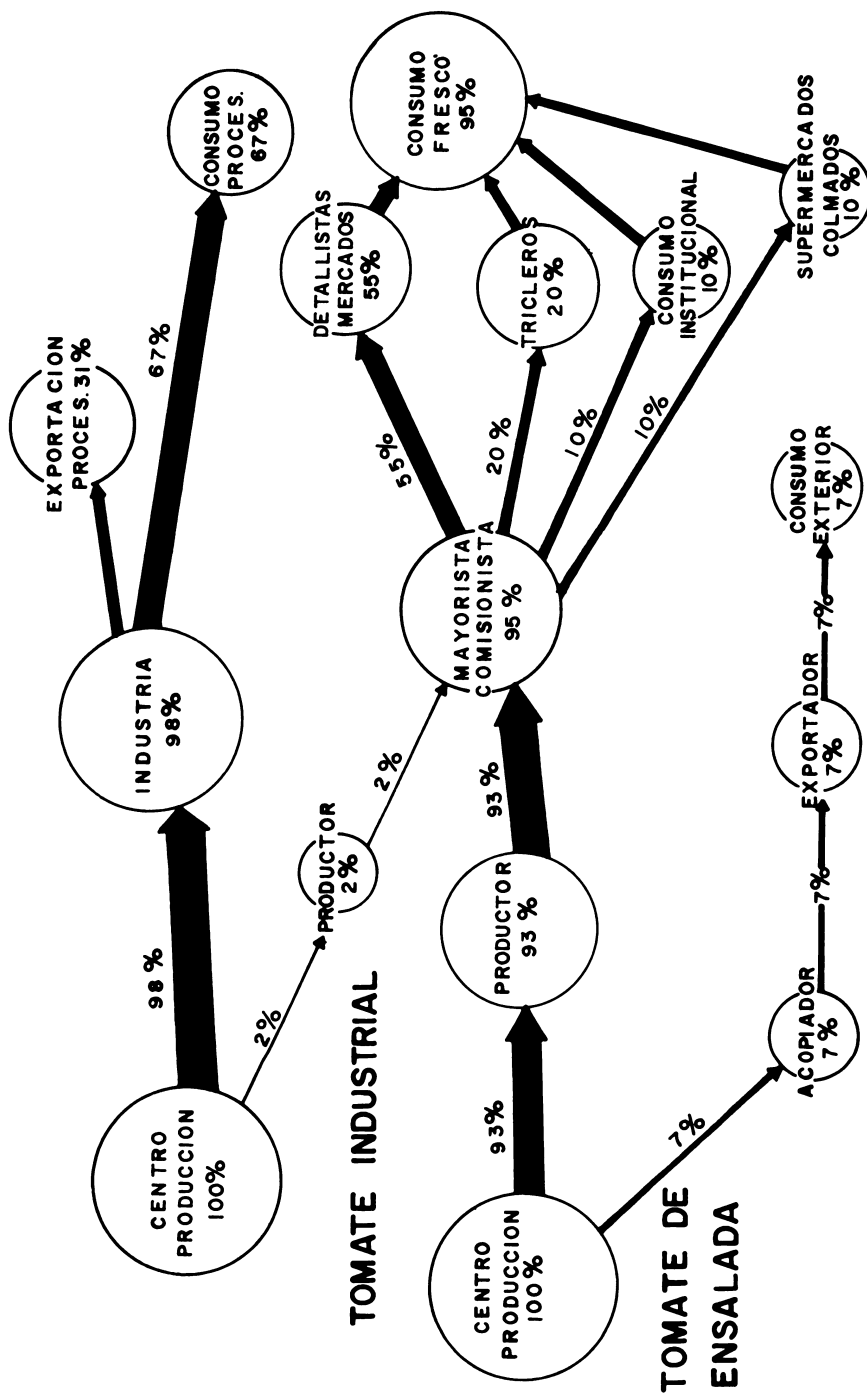 CENTRO
PRODUCCION
100%
98%
INDUSTRIA
98%
EXPORTACION
PROCES. 31%
67%
CONSUMO
PROCES.
67%
2%
PRODUCTOR
2%
2%
TOMATE INDUSTRIAL
CENTRO
PRODUCCION
100%
93%
PRODUCTOR
93%
93%
MAYORISTA
COMISIONISTA
95%
55%
DETALLISTAS
MERCADOS
55%
20%
TRICLEROS
20%
10%
CONSUMO
INSTITUCIONAL
10%
10%
SUPERMERCADOS
COLMADOS
10%
CONSUMO
FRESCO
95%
7%
ACOPIADOR
7%
7%
EXPORTADOR
7%
7%
CONSUMO
EXTERIOR
7%
TOMATE DE
ENSALADA